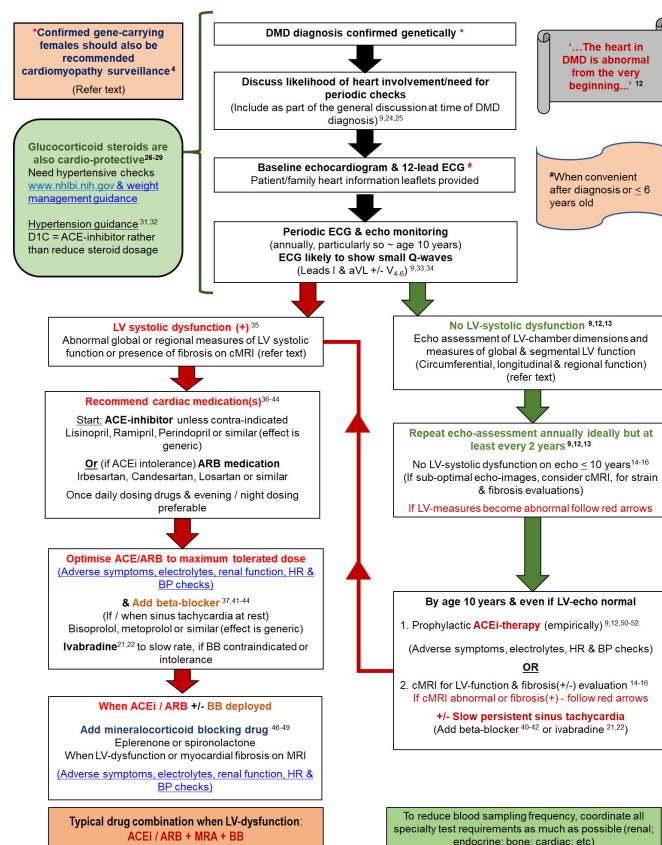 *Confirmed gene-carrying
females should also be
recommended
cardiomyopathy surveillance4
(Refer text)
DMD diagnosis confirmed genetically *
'…The heart
in DMD is abnormal
from the very
beginning...' 12
Discuss likelihood of heart involvement/need for
periodic checks
(Include as part of the general discussion at time of DMD
diagnosis)9,24,25
Glucocorticoid steroids are
also cardio-protective26-29
Need hypertensive checks
www.nhlbi.nih.gov & weight
management guidance
Hypertension guidance 31,32
D1C = ACE-inhibitor rather
than reduce steroid dosage
Baseline echocardigram & 12-lead ECG #
Patient/family heart information leaflets provided
#When convenient
after diagnosis or ≤ 6
years old
Periodic ECG & echo monitoring
(annually, particularly so ~ age 10 years)
ECG likely to show small Q-waves
(Leads I & aVL +/- V4-6) 9,33,34
LV systolic dysfunction (+) 35
Abnormal global or regional measures of LV systolic
function or presence of fibrosis on cMRI (refer text)
Recommend cardiac medication(s)36-44
Start: ACE-inhibitor unless contra-indicated
Lisinopril, Ramipril, Perindopril or similar (effect is
generic)
Or (if ACEi intolerance) ARB medication
Irbesartan, Candesartan, Losartan or similar
Once daily dosing drugs & evening / night dosing
preferable
Optimise ACE/ARB to maximum tolerated dose
(Adverse symptoms, electrolytes, renal function, HR &
BP checks)
& Add beta-blocker 37,41-44
(If / when sinus tachycardia at rest)
Bisoprolol, metoprolol or similar (effect is generic)
Ivabradine21,22 to slow rate, if BB contraindicated or
intolerance
When ACEi / ARB +/- BB deployed
Add mineralocorticoid blocking drug 46-49
Eplerenone or spironolactone
When LV-dysfunction or myocardial fibrosis on MRI
(Adverse symptoms, electrolytes, renal function, HR &
BP checks)
Typical drug combination when LV-dysfunction:
ACEi / ARB + MRA + BB
No LV-systolic dysfunction 9,12,13
Echo assessment of LV-chamber dimensions and
measures of global & segmental LV function
(Circumferential, longitudinal & regional function)
(refer text)
Repeat echo-assessment annually ideally but at
least every 2 years 9,12,13
No LV-systolic dysfunction on echo ≤ 10 years14-16
(If sub-optimal echo-images, consider cMRI, for strain
& fibrosis evaluations)
If LV-measures become abnormal follow red arrows
By age 10 years & even if LV-echo normal
1. Prophylactic ACEi-therapy (empirically) 9,12,50-52.
(Adverse symptoms, electrolytes, HR & BP checks)
OR
2. cMRI for LV-function & fibrosis(+/-) evaluation 14-16
If cMRI abnormal or fibrosis(+) - follow red arrows
+/- Slow persistent sinus tachycardia
(Add beta-blocker 40-42 or ivabradine 21,22)
To reduce blood sampling frequency, coordinate all
specialty test requirements as much as possible (renal;
endocrine; bone; cardiac; etc)